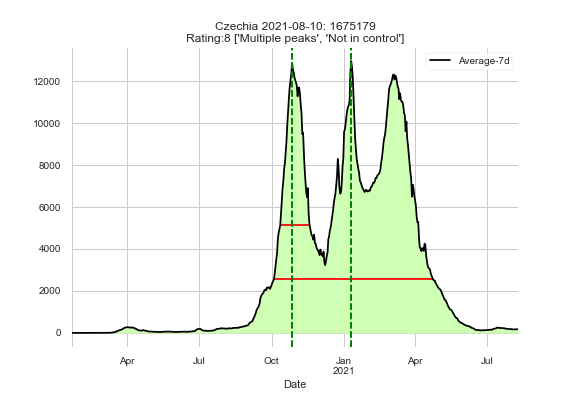 Czechia 2021-08-10: 1675179
Rating:8 ['Multiple peaks', 'Not in control']
Average-7d
12000
10000
8000
6000
4000
2000
0
Apr Jul Oct Jan Apr Jul
2021
Date